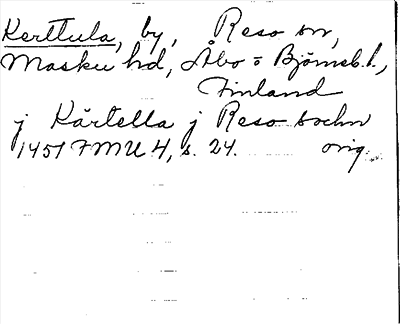 Kerttula, by, Reso sn,
Masku hd, Åbo o Björneb. l.,
Finland
j Kärtella j Reso sochn
1451 FMU 4, s. 24. orig.